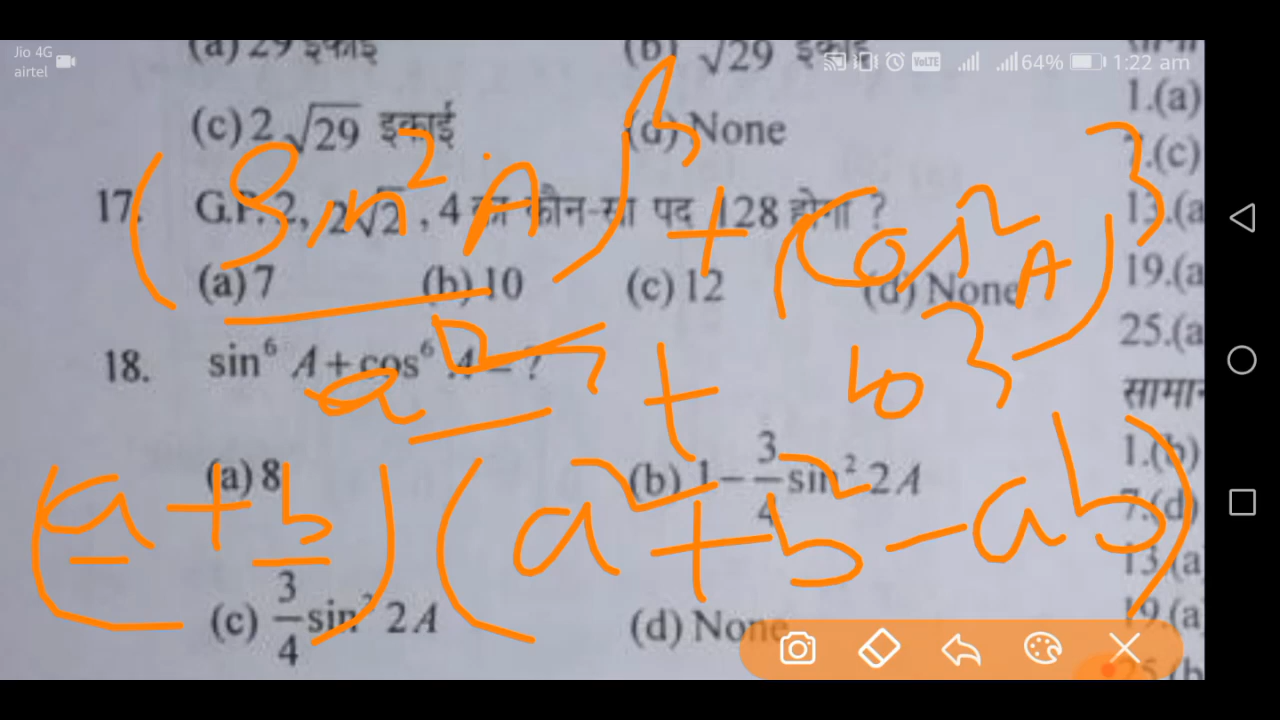 Jio 4G
airtel
64% 1:22 am
(a) 29 इकाई (b) √29 इकाई
(c) 2 √29 इकाई (d) None
1.(a)
17. G.P. 2, 2√2, 4 का कौन-सा पद 128 होगा ?
(a) 7 (b) 10 (c) 12 (d) None
(sin²A)³ + (cos²A)³
18. sin⁶ A + cos⁶ A = ?
a³ + b³
(a) 8 (b) 1 − 3/4 sin² 2A
(a + b) (a² + b² − ab)
(c) 3/4 sin² 2A (d) None
19.(a
25.(a
1.(b)
7.(d)
13.(a
19.(a